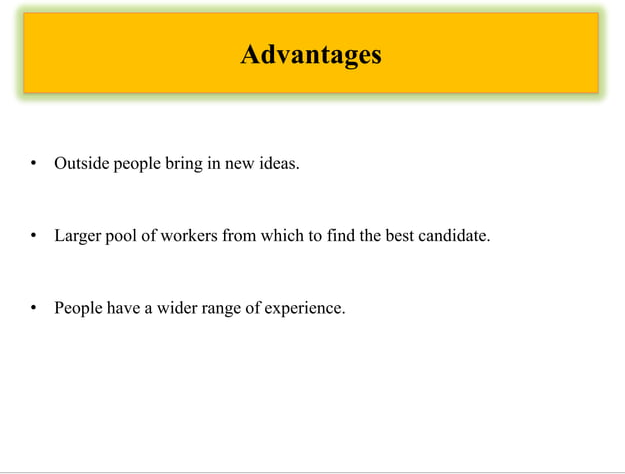 Advantages
• Outside people bring in new ideas.
• Larger pool of workers from which to find the best candidate.
• People have a wider range of experience.